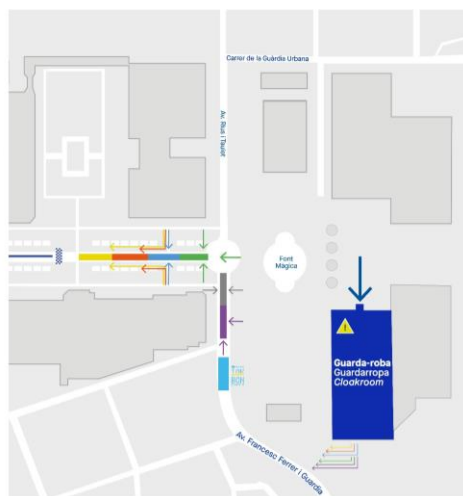 Carrer de la Guàrdia Urbana
Av. Rius i Taulet
Font
Màgica
Guarda-roba
Guardarropa
Cloakroom
Av. Francesc Ferrer i Guàrdia